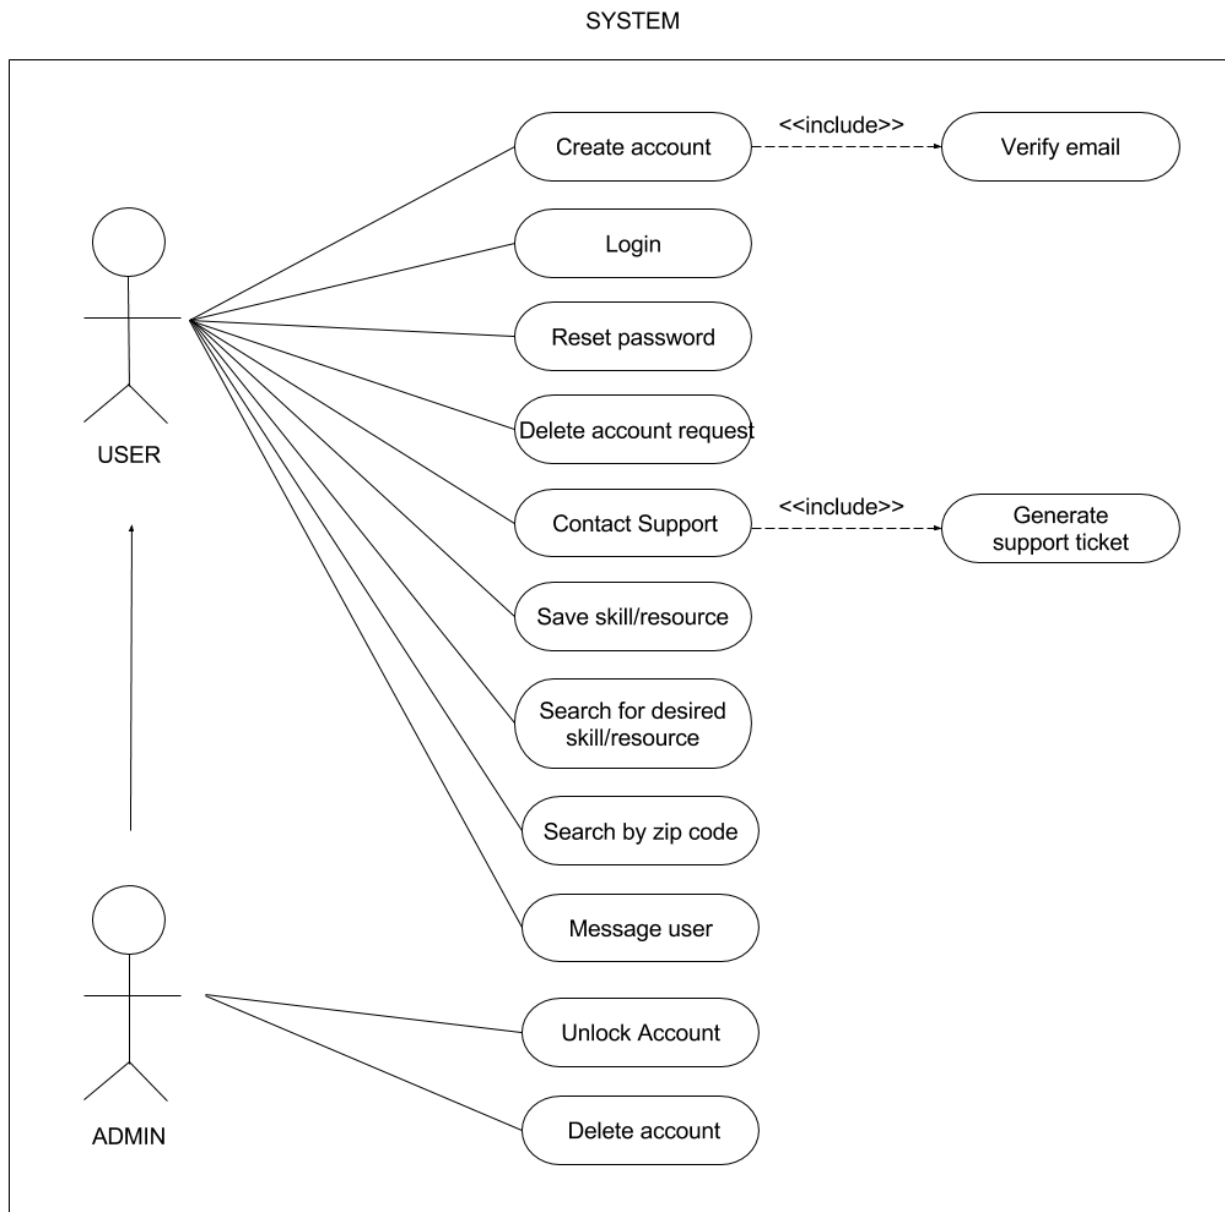 SYSTEM
Create account
<<include>>
Verify email
Login
Reset password
Delete account request
USER
Contact Support
<<include>>
Generate
support ticket
Save skill/resource
Search for desired
skill/resource
Search by zip code
Message user
Unlock Account
Delete account
ADMIN